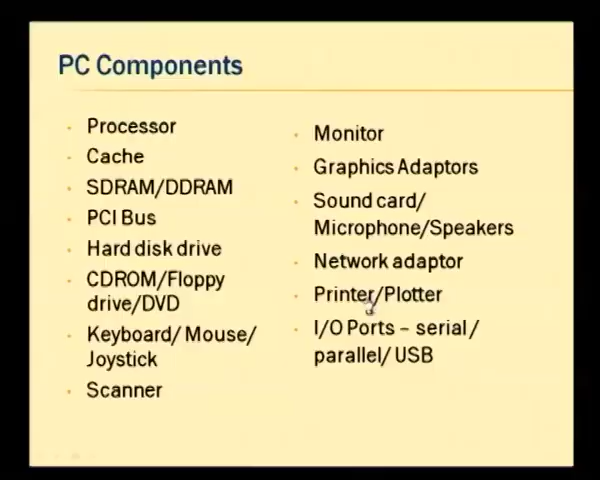 PC Components
Processor
Cache
SDRAM/DDRAM
PCI Bus
Hard disk drive
CDROM/Floppy
drive/DVD
Keyboard/ Mouse/
Joystick
Scanner
Monitor
Graphics Adaptors
Sound card/
Microphone/Speakers
Network adaptor
Printer/Plotter
I/O Ports – serial/
parallel/ USB